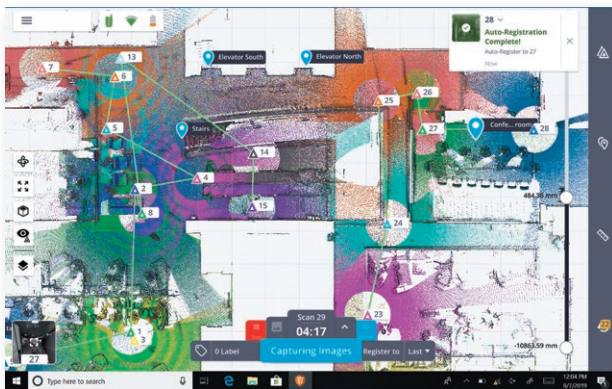 28
Auto-Registration
Complete!
Auto-Register to 27
Now
13
7
6
Elevator South
Elevator North
25
26
5
Stairs
27
Confe... room
28
14
4
2
15
8
484.36 mm
24
23
Scan 29
04:17
1
3
27
0 Label
Capturing Images
Register to
Last
-10863.59 mm
Type here to search
12:04 PM
8/7/2019